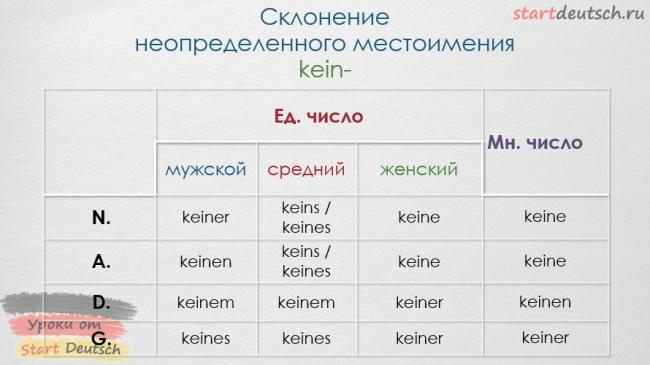 startdeutsch.ru
Склонение
неопределенного местоимения
kein-
Ед. число
Мн. число
мужской средний женский
N. keiner keins / keines keine keine
A. keinen keins / keines keine keine
D. keinem keinem keiner keinen
G. keines keines keiner keiner
Уроки от
Start Deutsch